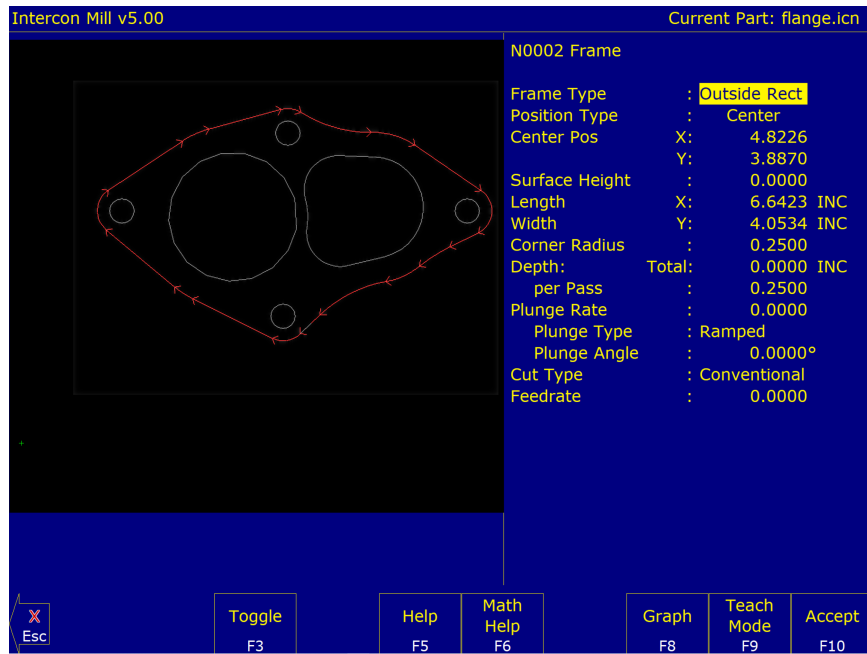 Intercon Mill v5.00 Current Part: flange.icn
N0002 Frame
Frame Type : Outside Rect
Position Type : Center
Center Pos X: 4.8226
Y: 3.8870
Surface Height : 0.0000
Length X: 6.6423 INC
Width Y: 4.0534 INC
Corner Radius : 0.2500
Depth: Total: 0.0000 INC
per Pass : 0.2500
Plunge Rate : 0.0000
Plunge Type : Ramped
Plunge Angle : 0.0000°
Cut Type : Conventional
Feedrate : 0.0000
X
Esc
Toggle
F3
Help
F5
Math
Help
F6
Graph
F8
Teach
Mode
F9
Accept
F10